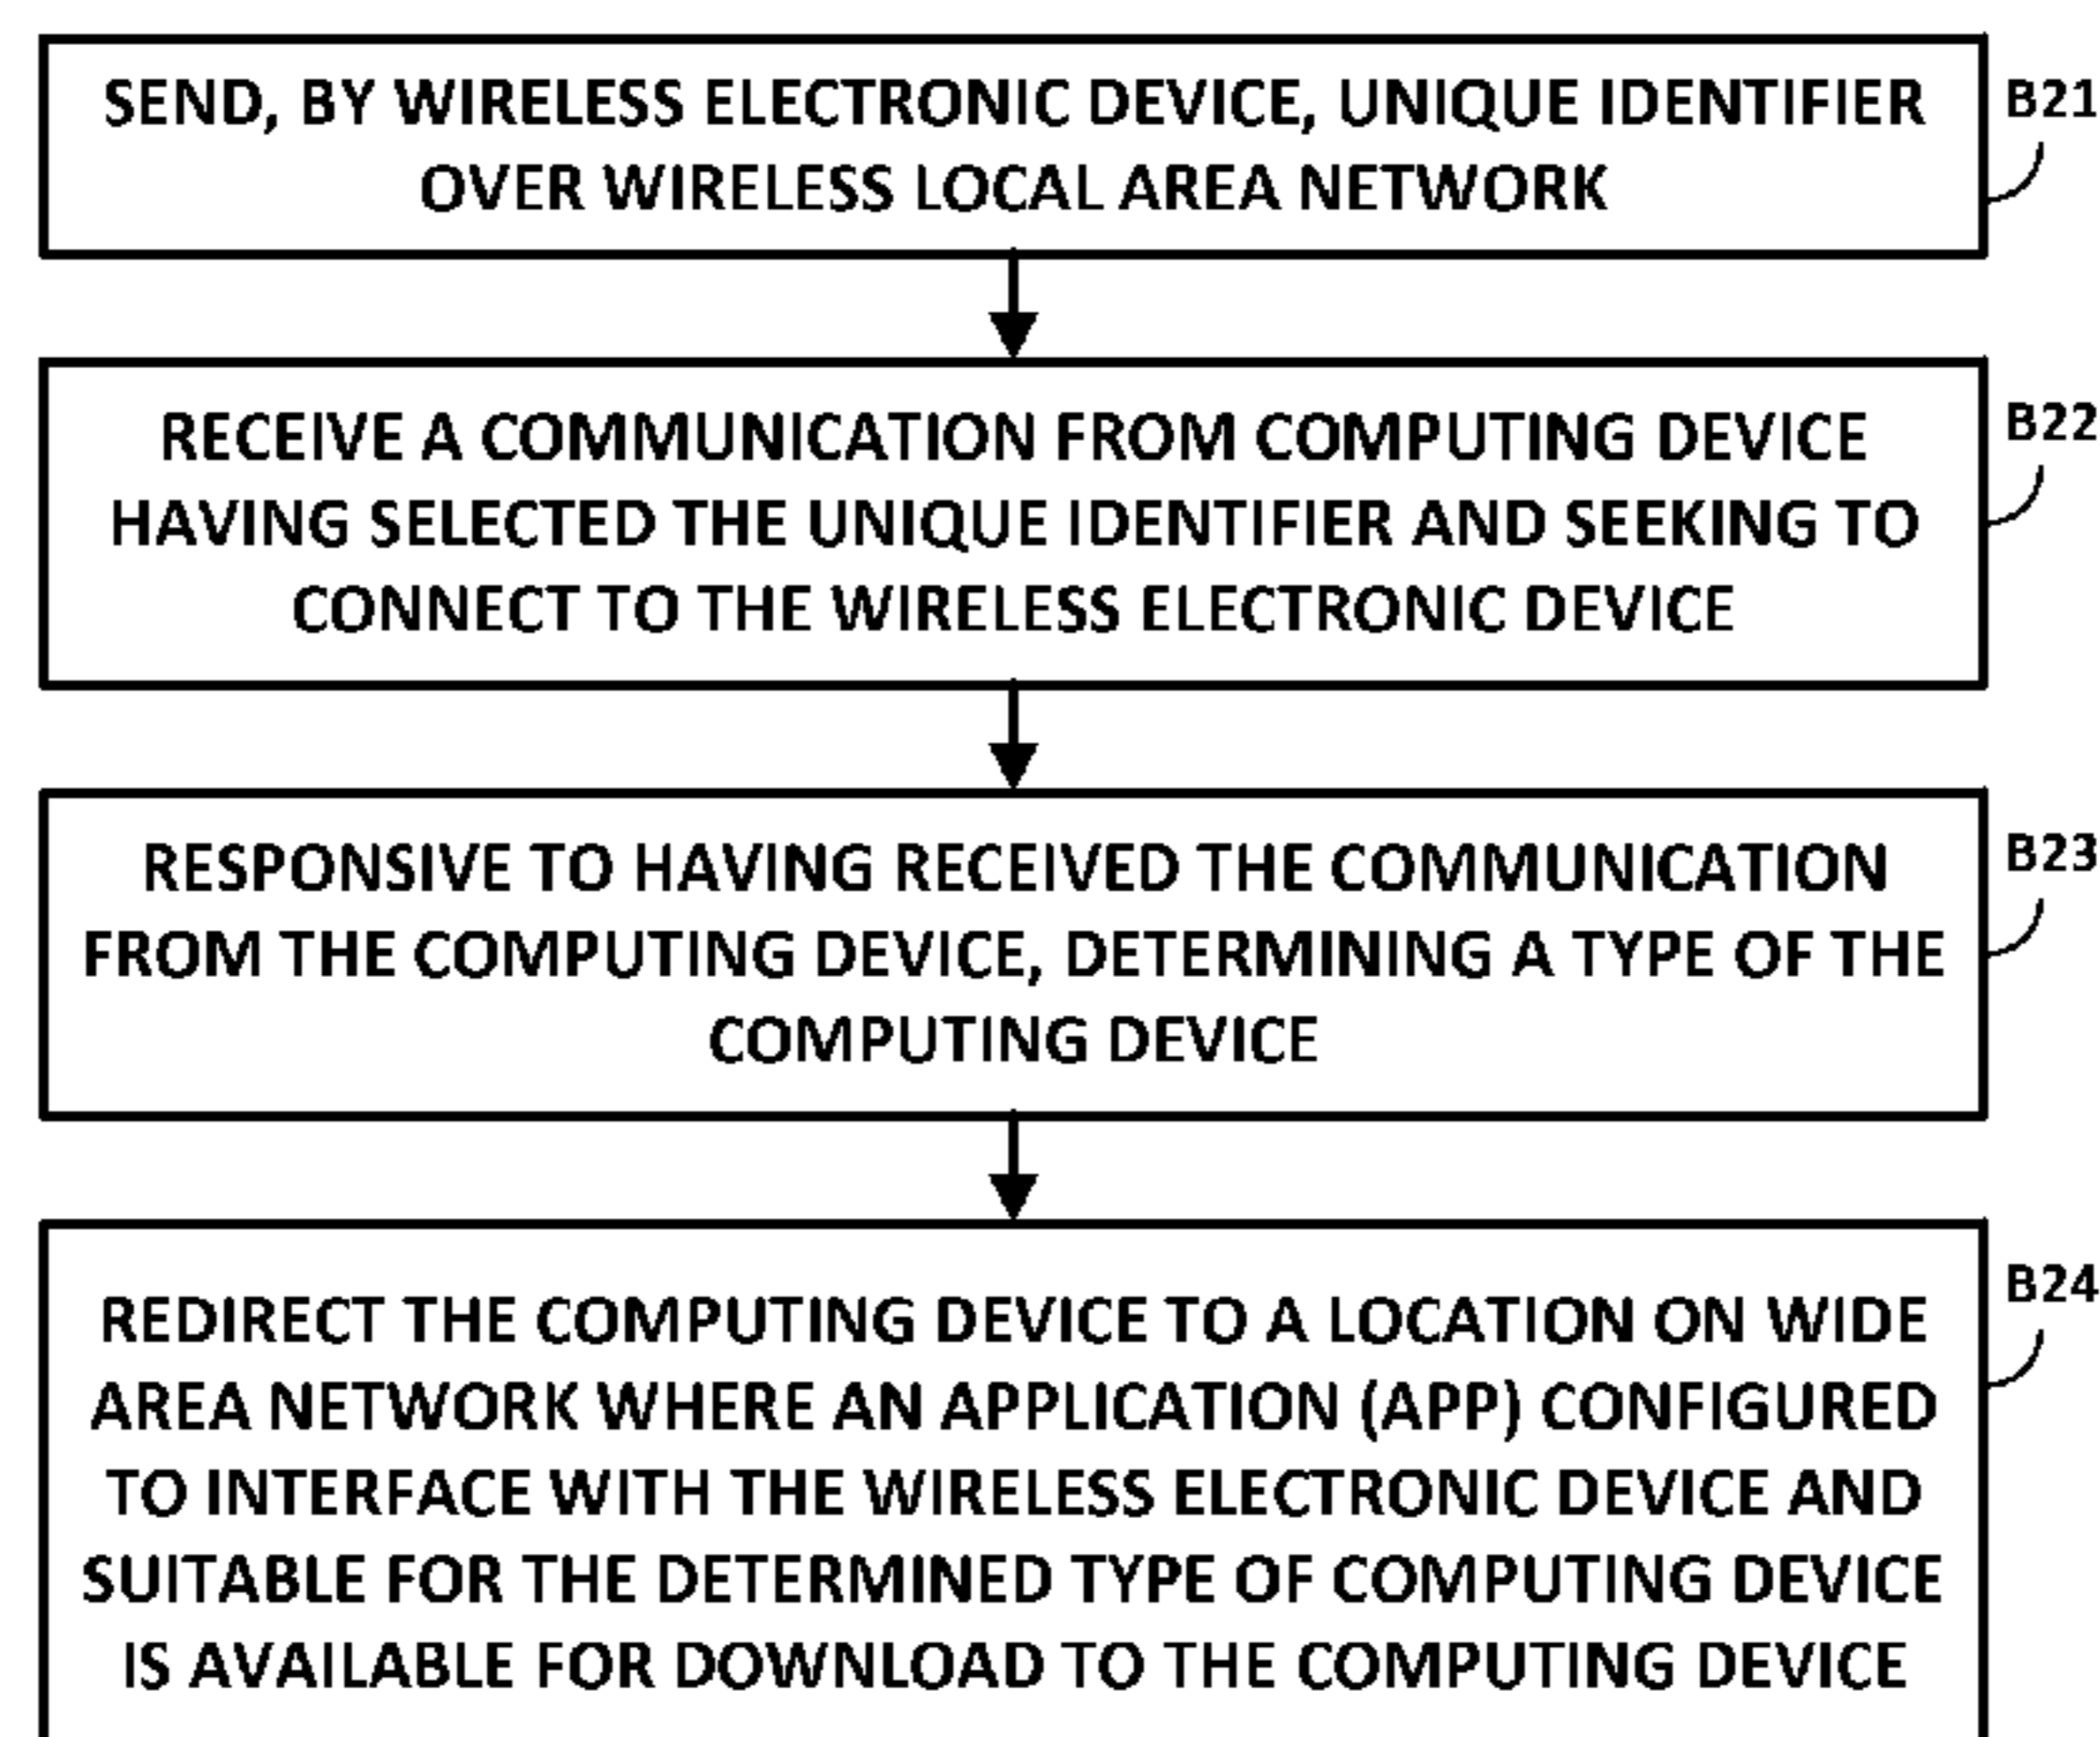 SEND, BY WIRELESS ELECTRONIC DEVICE, UNIQUE IDENTIFIER
OVER WIRELESS LOCAL AREA NETWORK
B21
RECEIVE A COMMUNICATION FROM COMPUTING DEVICE
HAVING SELECTED THE UNIQUE IDENTIFIER AND SEEKING TO
CONNECT TO THE WIRELESS ELECTRONIC DEVICE
B22
RESPONSIVE TO HAVING RECEIVED THE COMMUNICATION
FROM THE COMPUTING DEVICE, DETERMINING A TYPE OF THE
COMPUTING DEVICE
B23
REDIRECT THE COMPUTING DEVICE TO A LOCATION ON WIDE
AREA NETWORK WHERE AN APPLICATION (APP) CONFIGURED
TO INTERFACE WITH THE WIRELESS ELECTRONIC DEVICE AND
SUITABLE FOR THE DETERMINED TYPE OF COMPUTING DEVICE
IS AVAILABLE FOR DOWNLOAD TO THE COMPUTING DEVICE
B24